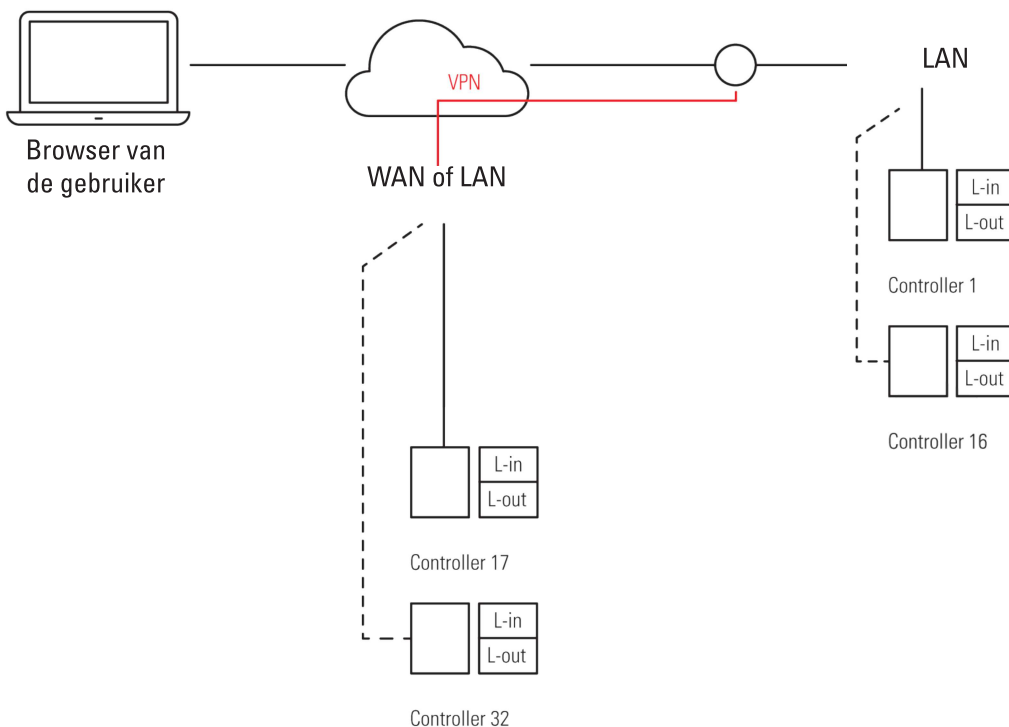 VPN
LAN
Browser van
de gebruiker
WAN of LAN
L-in
L-out
Controller 1
L-in
L-out
Controller 16
L-in
L-out
Controller 17
L-in
L-out
Controller 32